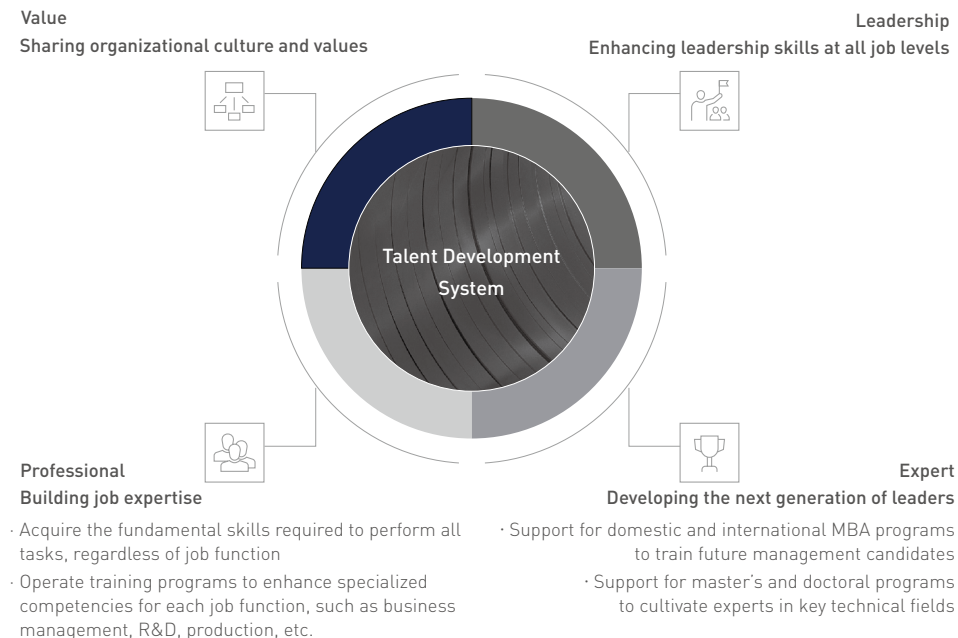 Value
Sharing organizational culture and values
Leadership
Enhancing leadership skills at all job levels
Talent Development
System
Professional
Building job expertise
· Acquire the fundamental skills required to perform all
tasks, regardless of job function
· Operate training programs to enhance specialized
competencies for each job function, such as business
management, R&D, production, etc.
Expert
Developing the next generation of leaders
· Support for domestic and international MBA programs
to train future management candidates
· Support for master's and doctoral programs
to cultivate experts in key technical fields